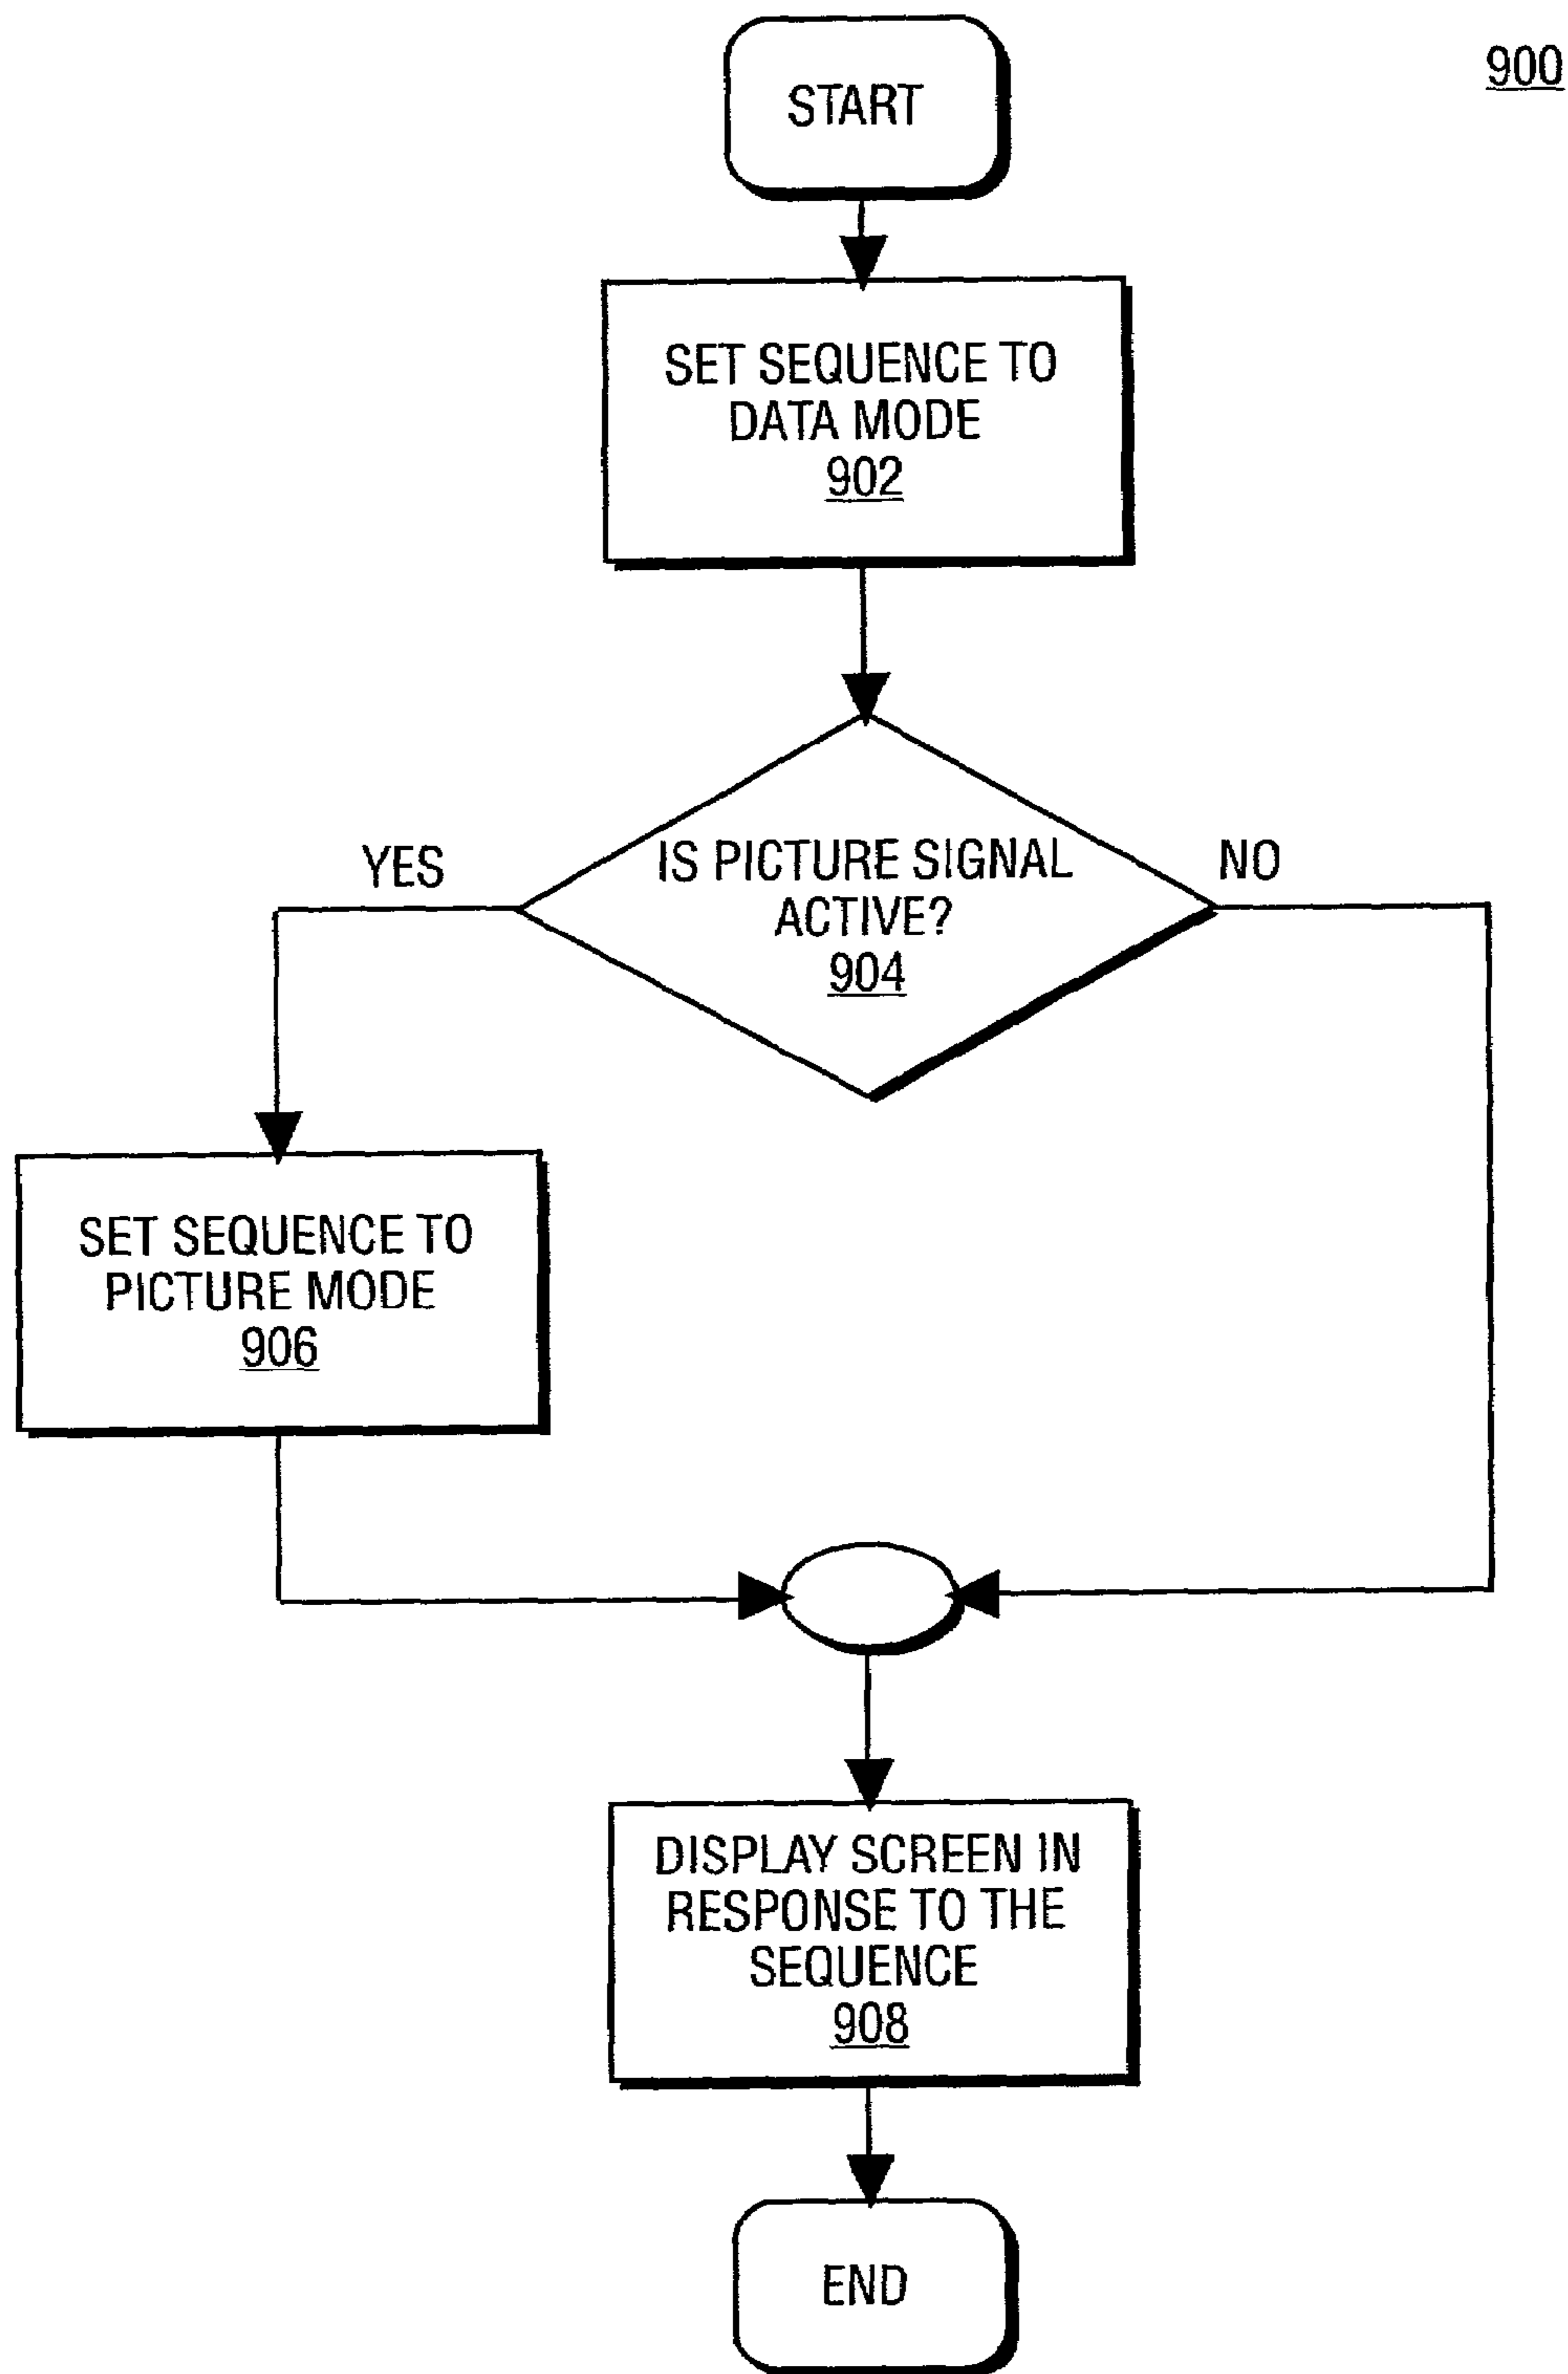 900
START
SET SEQUENCE TO
DATA MODE
902
YES
IS PICTURE SIGNAL
ACTIVE?
904
NO
SET SEQUENCE TO
PICTURE MODE
906
DISPLAY SCREEN IN
RESPONSE TO THE
SEQUENCE
908
END